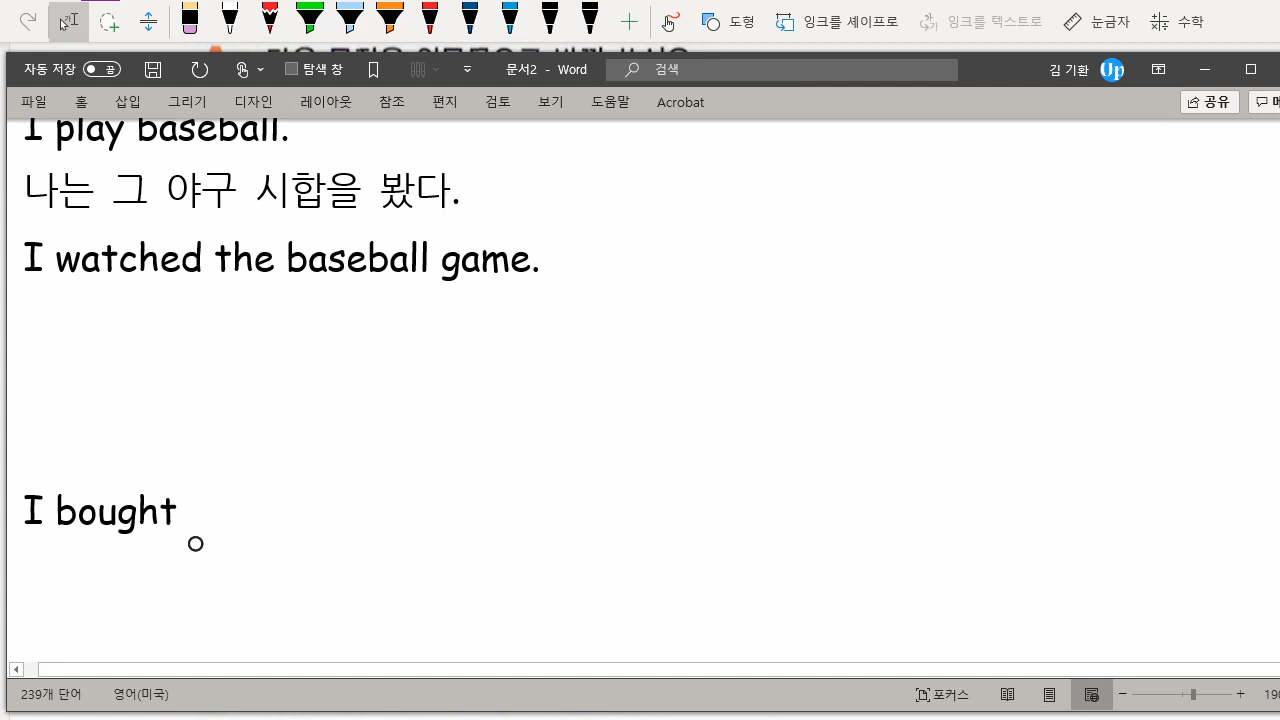 도형 잉크를 셰이프로 잉크를 텍스트로 눈금자 수학
자동 저장 끔 탐색 창 문서2 - Word 검색 김 기환 Up
파일 홈 삽입 그리기 디자인 레이아웃 참조 편지 검토 보기 도움말 Acrobat 공유
I play baseball.
나는 그 야구 시합을 봤다.
I watched the baseball game.
I bought
239개 단어 영어(미국) 포커스